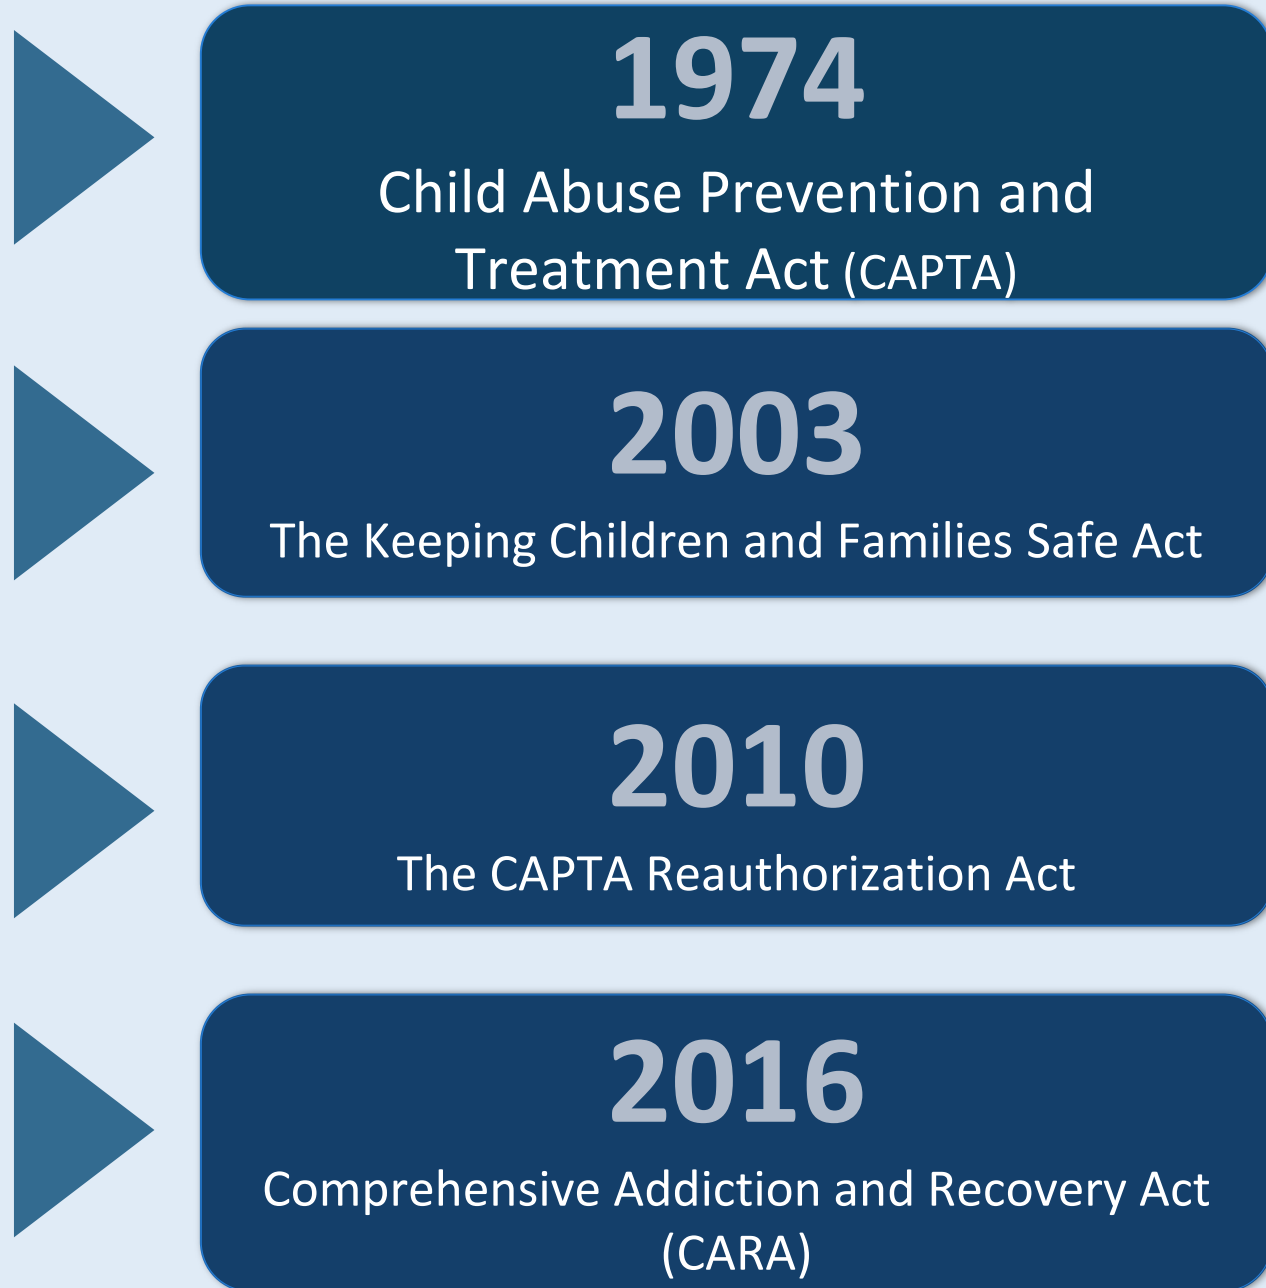 1974
Child Abuse Prevention and
Treatment Act (CAPTA)
2003
The Keeping Children and Families Safe Act
2010
The CAPTA Reauthorization Act
2016
Comprehensive Addiction and Recovery Act
(CARA)